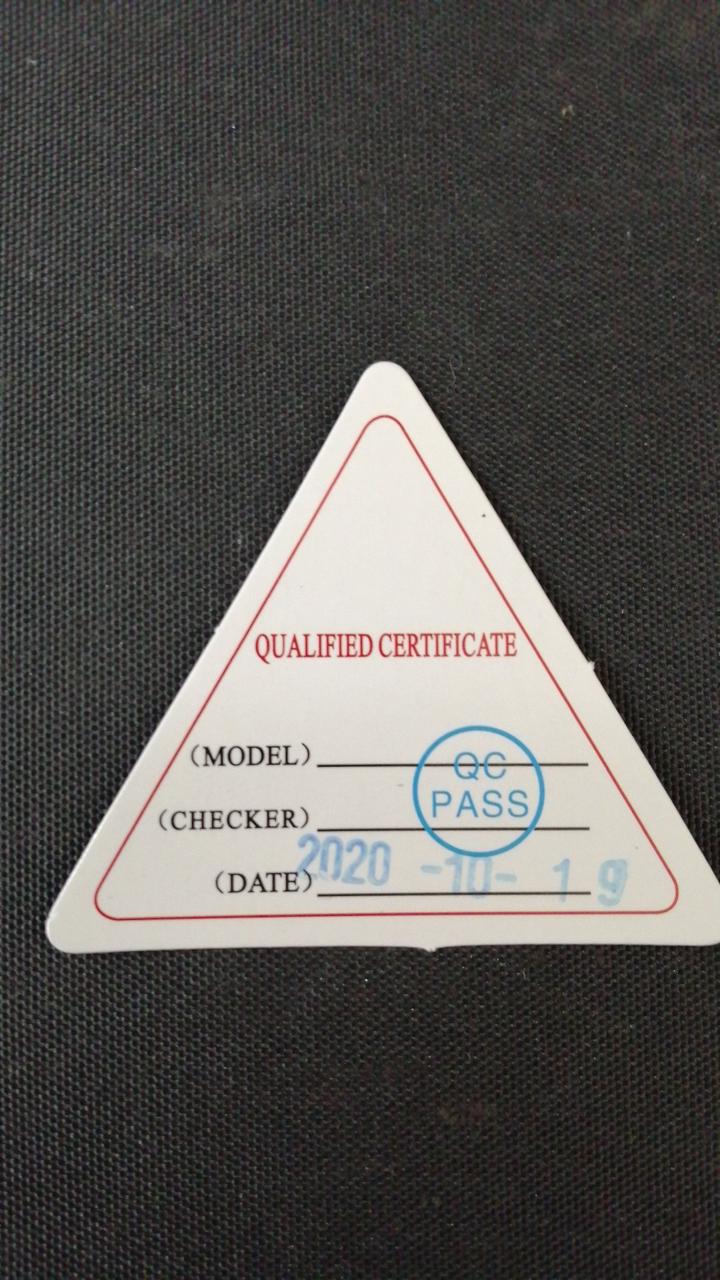 QUALIFIED CERTIFICATE
(MODEL)
QC
PASS
(CHECKER)
(DATE) 2020 -10- 19